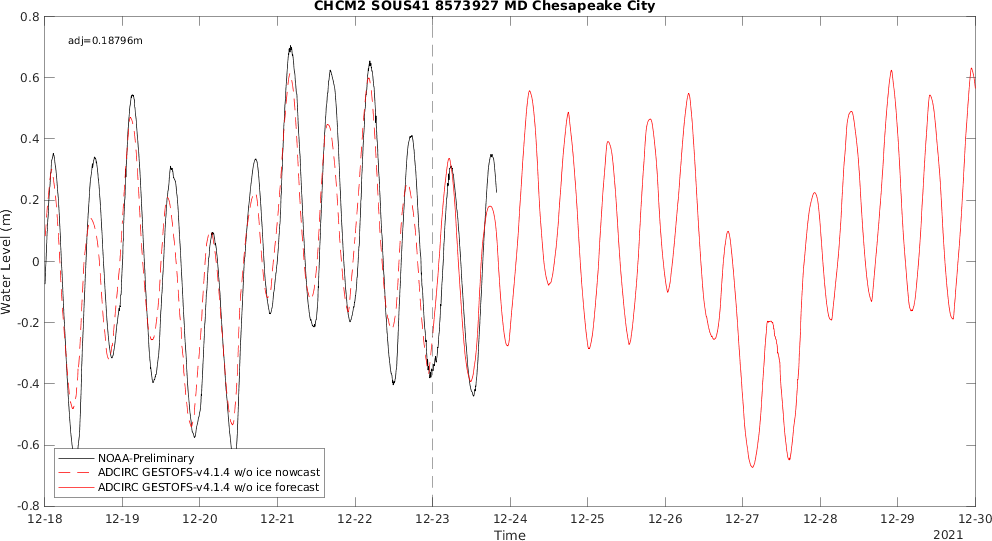 CHCM2 SOUS41 8573927 MD Chesapeake City
adj=0.18796m
0.8
0.6
0.4
0.2
0
-0.2
-0.4
-0.6
-0.8
Water Level (m)
NOAA-Preliminary
ADCIRC GESTOFS-v4.1.4 w/o ice nowcast
ADCIRC GESTOFS-v4.1.4 w/o ice forecast
12-18 12-19 12-20 12-21 12-22 12-23 12-24 12-25 12-26 12-27 12-28 12-29 12-30
Time
2021